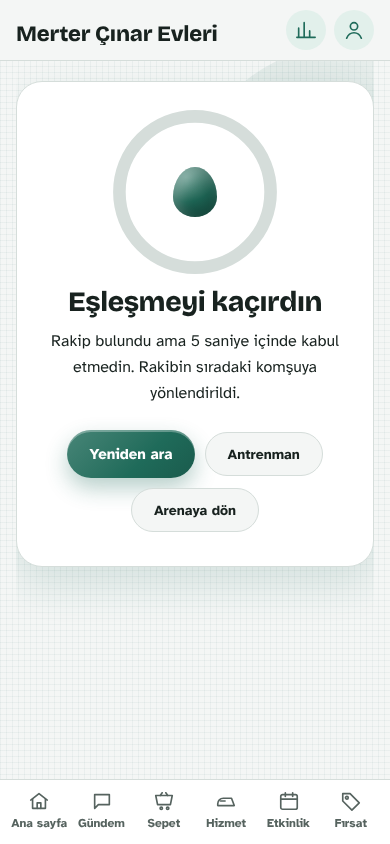 Merter Çınar Evleri
Eşleşmeyi kaçırdın
Rakip bulundu ama 5 saniye içinde kabul
etmedin. Rakibin sıradaki komşuya
yönlendirildi.
Yeniden ara
Antrenman
Arenaya dön
Ana sayfa
Gündem
Sepet
Hizmet
Etkinlik
Fırsat